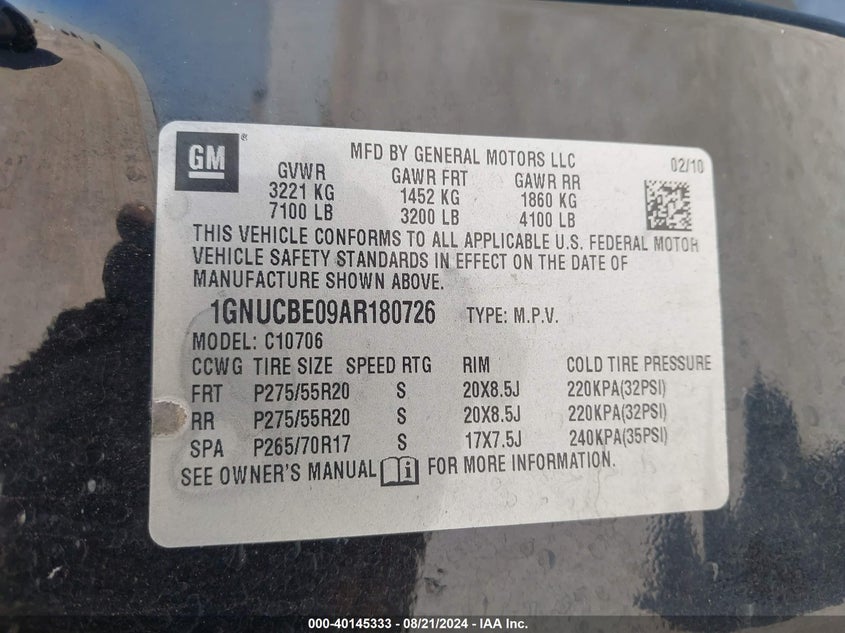 GM ® MFD BY GENERAL MOTORS LLC 02/10
GVWR GAWR FRT GAWR RR
3221 KG 1452 KG 1860 KG
7100 LB 3200 LB 4100 LB
THIS VEHICLE CONFORMS TO ALL APPLICABLE U.S. FEDERAL MOTOR
VEHICLE SAFETY STANDARDS IN EFFECT ON THE DATE OF
MANUFACTURE SHOWN ABOVE.
1GNUCBE09AR180726 TYPE: M.P.V.
MODEL: C10706
CCWG TIRE SIZE SPEED RTG RIM COLD TIRE PRESSURE
FRT P275/55R20 S 20X8.5J 220KPA(32PSI)
RR P275/55R20 S 20X8.5J 220KPA(32PSI)
SPA P265/70R17 S 17X7.5J 240KPA(35PSI)
SEE OWNER'S MANUAL i FOR MORE INFORMATION.
000-40145333 - 08/21/2024 - IAA Inc.